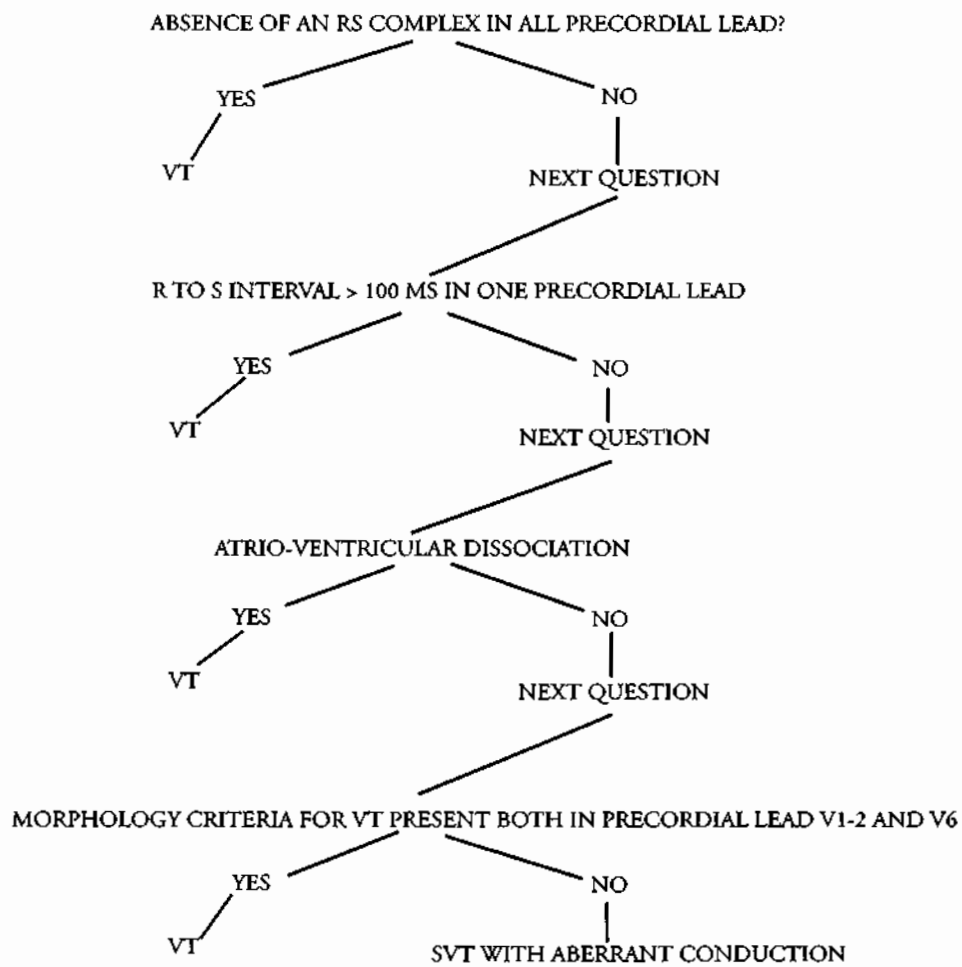 ABSENCE OF AN RS COMPLEX IN ALL PRECORDIAL LEAD?
YES
NO
VT
NEXT QUESTION
R TO S INTERVAL > 100 MS IN ONE PRECORDIAL LEAD
YES
NO
VT
NEXT QUESTION
ATRIO-VENTRICULAR DISSOCIATION
YES
NO
VT
NEXT QUESTION
MORPHOLOGY CRITERIA FOR VT PRESENT BOTH IN PRECORDIAL LEAD V1-2 AND V6
YES
NO
VT
SVT WITH ABERRANT CONDUCTION